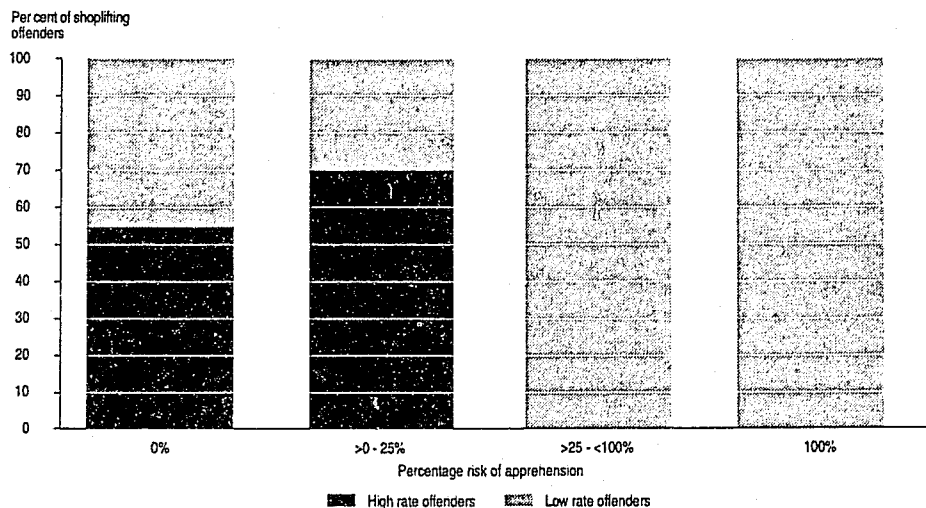 Per cent of shoplifting
offenders
100
90
80
70
60
50
40
30
20
10
0
0% >0 - 25% >25 - <100% 100%
Percentage risk of apprehension
High rate offenders Low rate offenders